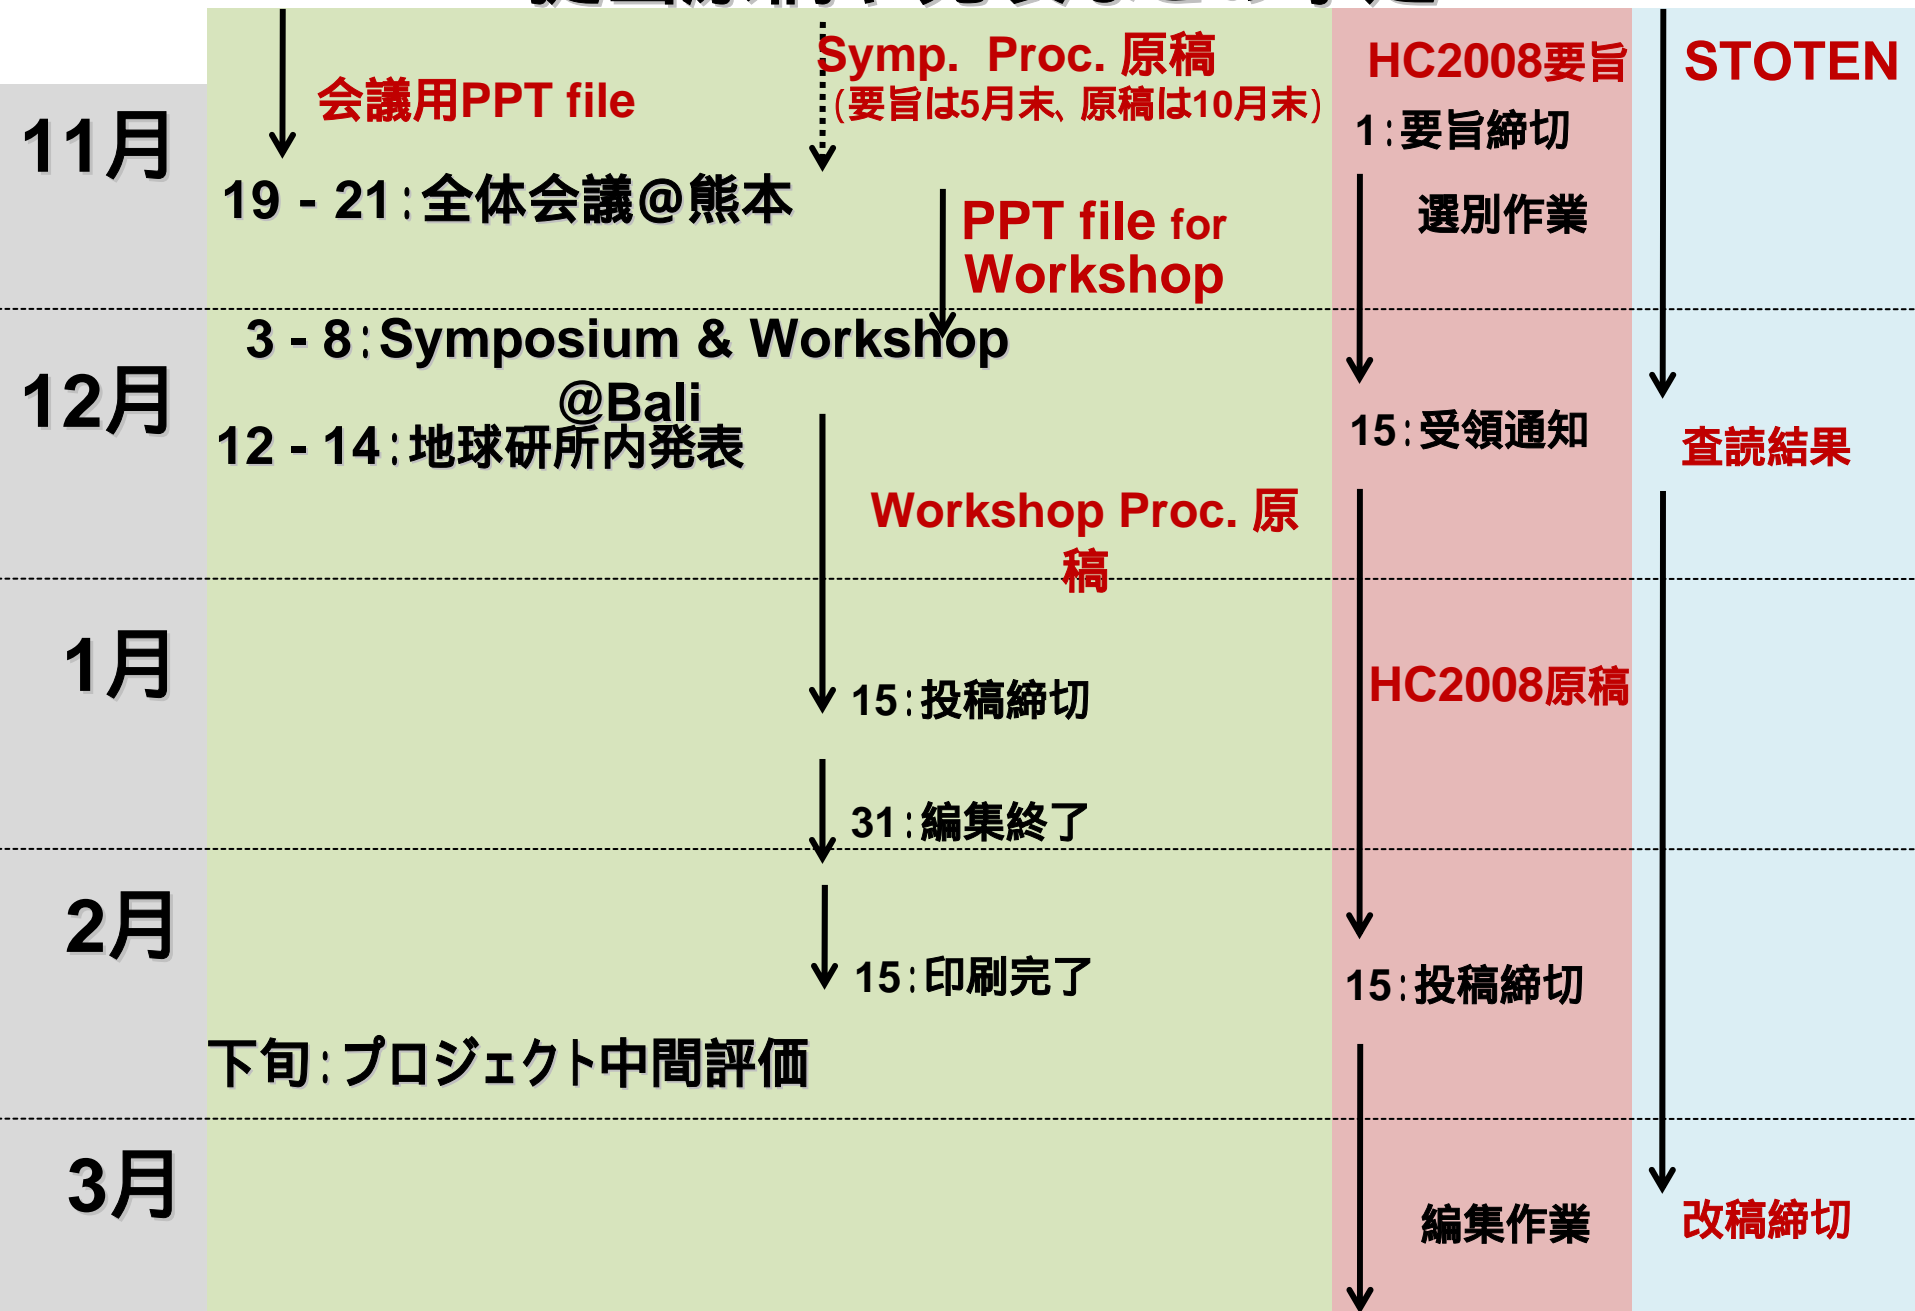 会議用PPT file
Symp. Proc. 原稿
(要旨は5月末、原稿は10月末)
HC2008要旨
STOTEN
11月
1:要旨締切
19 - 21:全体会議@熊本
PPT file for
Workshop
選別作業
12月
3 - 8:Symposium & Workshop
@Bali
12 - 14:地球研所内発表
15:受領通知
査読結果
Workshop Proc. 原
稿
1月
15:投稿締切
HC2008原稿
31:編集終了
2月
15:印刷完了
15:投稿締切
下旬:プロジェクト中間評価
3月
編集作業
改稿締切